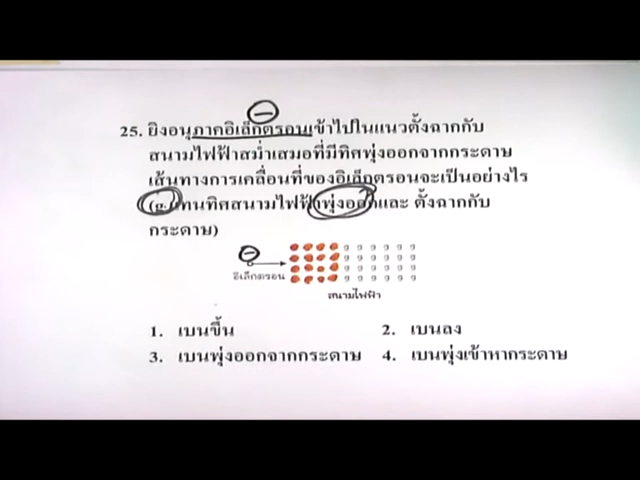 25. ยิงอนุภาคอิเล็กตรอนเข้าไปในแนวตั้งฉากกับ
สนามไฟฟ้าสม่ำเสมอที่มีทิศพุ่งออกจากกระดาษ
เส้นทางการเคลื่อนที่ของอิเล็กตรอนจะเป็นอย่างไร
(g. แทนทิศสนามไฟฟ้าพุ่งออกและ ตั้งฉากกับ
กระดาษ)
อิเล็กตรอน
สนามไฟฟ้า
1. เบนขึ้น 2. เบนลง
3. เบนพุ่งออกจากกระดาษ 4. เบนพุ่งเข้าหากระดาษ